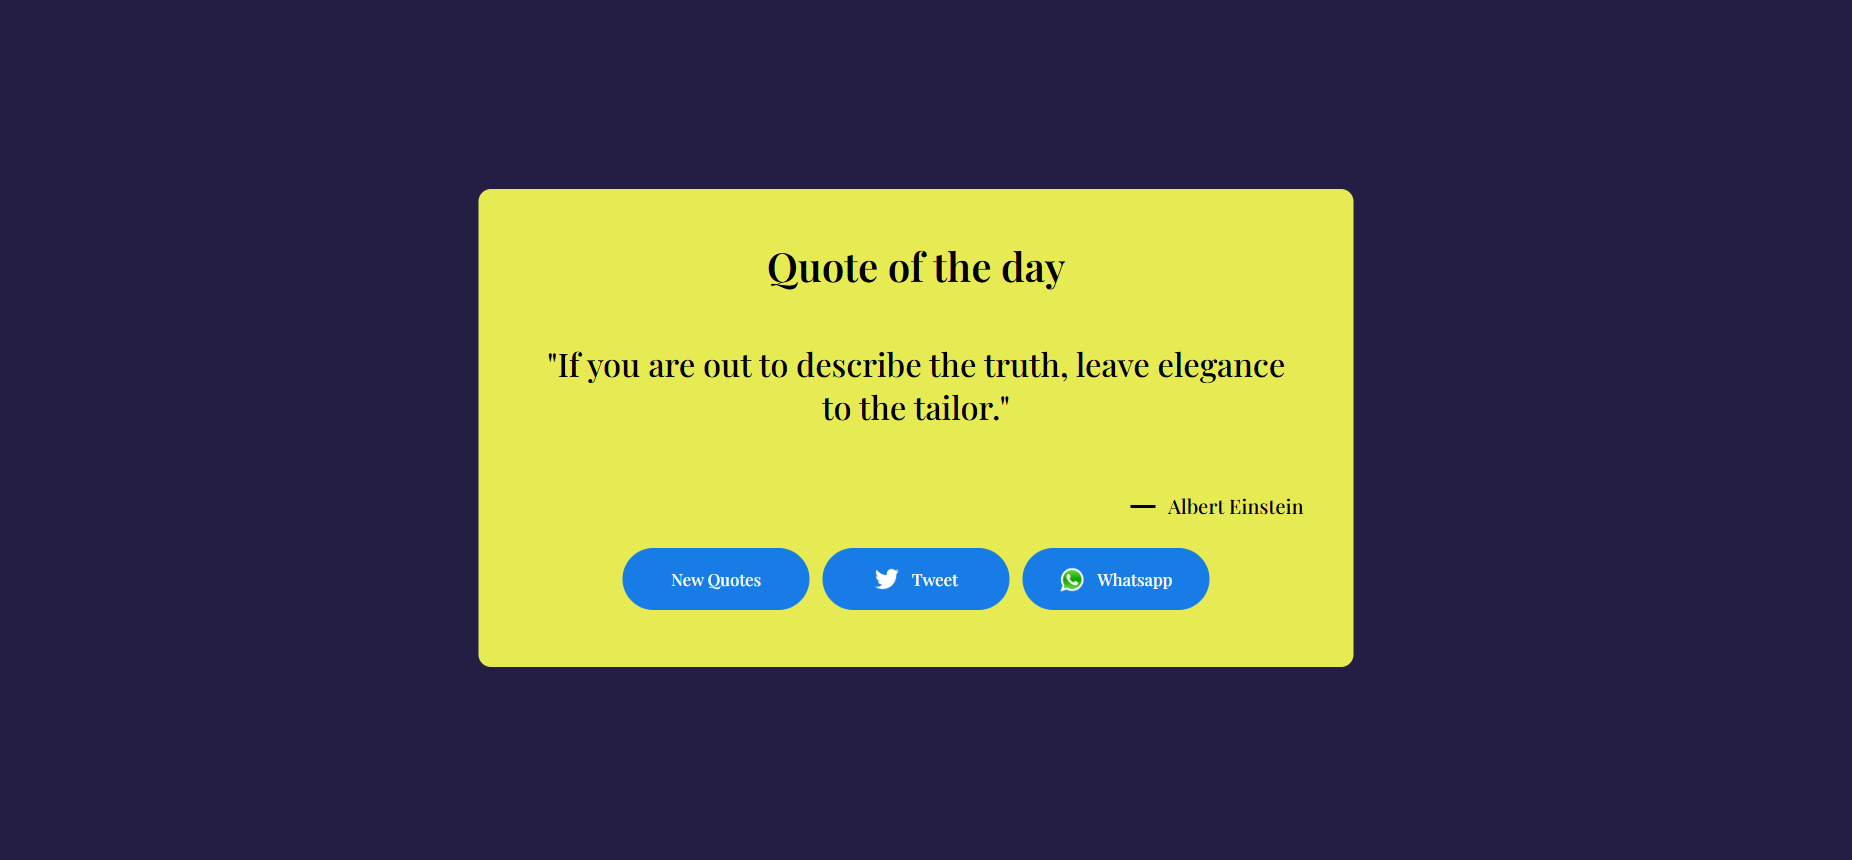 Quote of the day
"If you are out to describe the truth, leave elegance
to the tailor."
— Albert Einstein
New Quotes
Tweet
Whatsapp